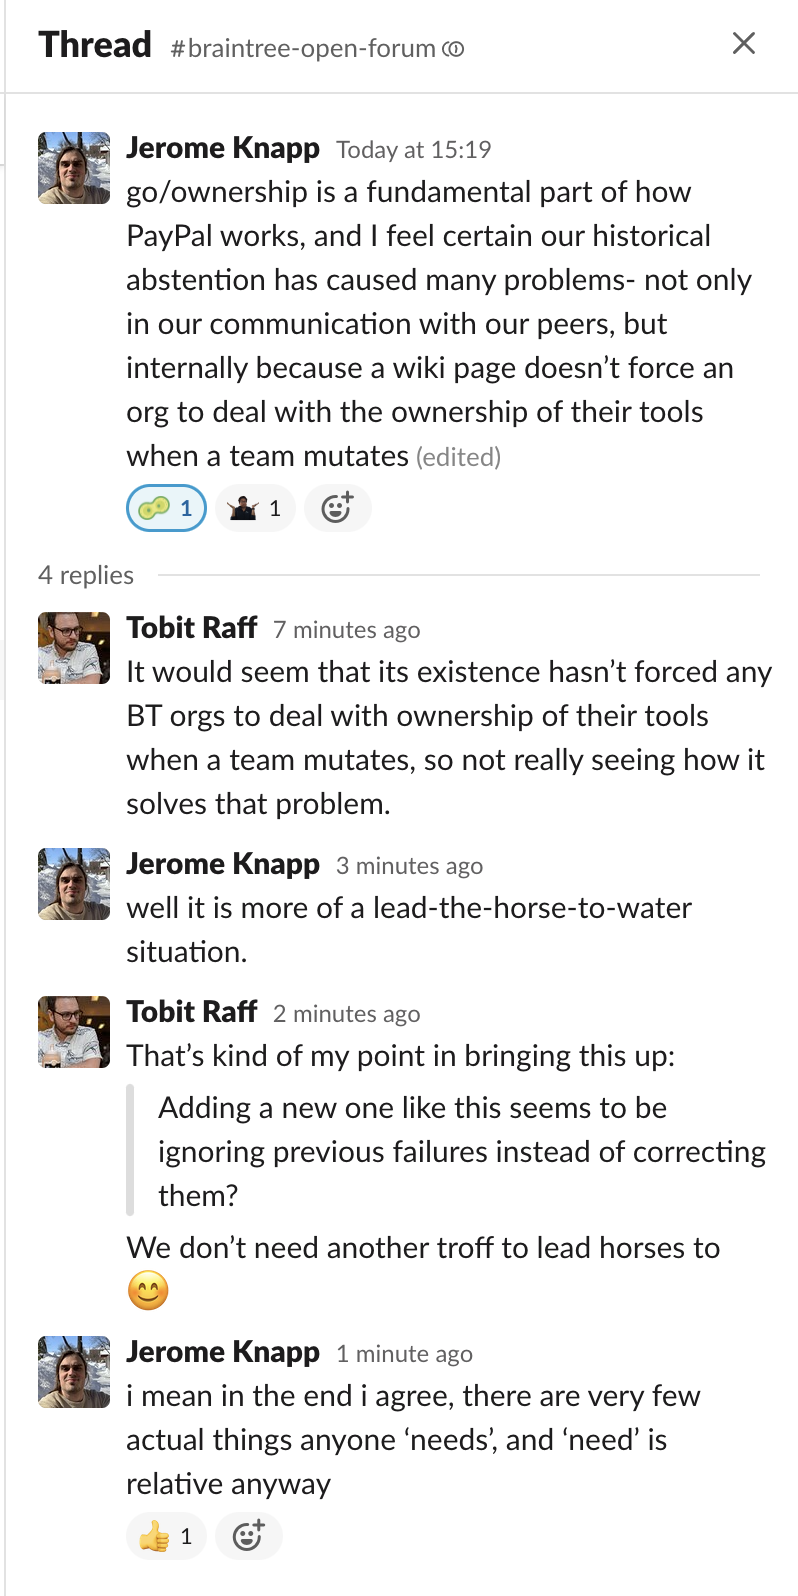 Thread #braintree-open-forum
Jerome Knapp Today at 15:19
go/ownership is a fundamental part of how
PayPal works, and I feel certain our historical
abstention has caused many problems- not only
in our communication with our peers, but
internally because a wiki page doesn’t force an
org to deal with the ownership of their tools
when a team mutates (edited)
1 1
4 replies
Tobit Raff 7 minutes ago
It would seem that its existence hasn’t forced any
BT orgs to deal with ownership of their tools
when a team mutates, so not really seeing how it
solves that problem.
Jerome Knapp 3 minutes ago
well it is more of a lead-the-horse-to-water
situation.
Tobit Raff 2 minutes ago
That’s kind of my point in bringing this up:
Adding a new one like this seems to be
ignoring previous failures instead of correcting
them?
We don’t need another troff to lead horses to
😊
Jerome Knapp 1 minute ago
i mean in the end i agree, there are very few
actual things anyone ‘needs’, and ‘need’ is
relative anyway
👍 1